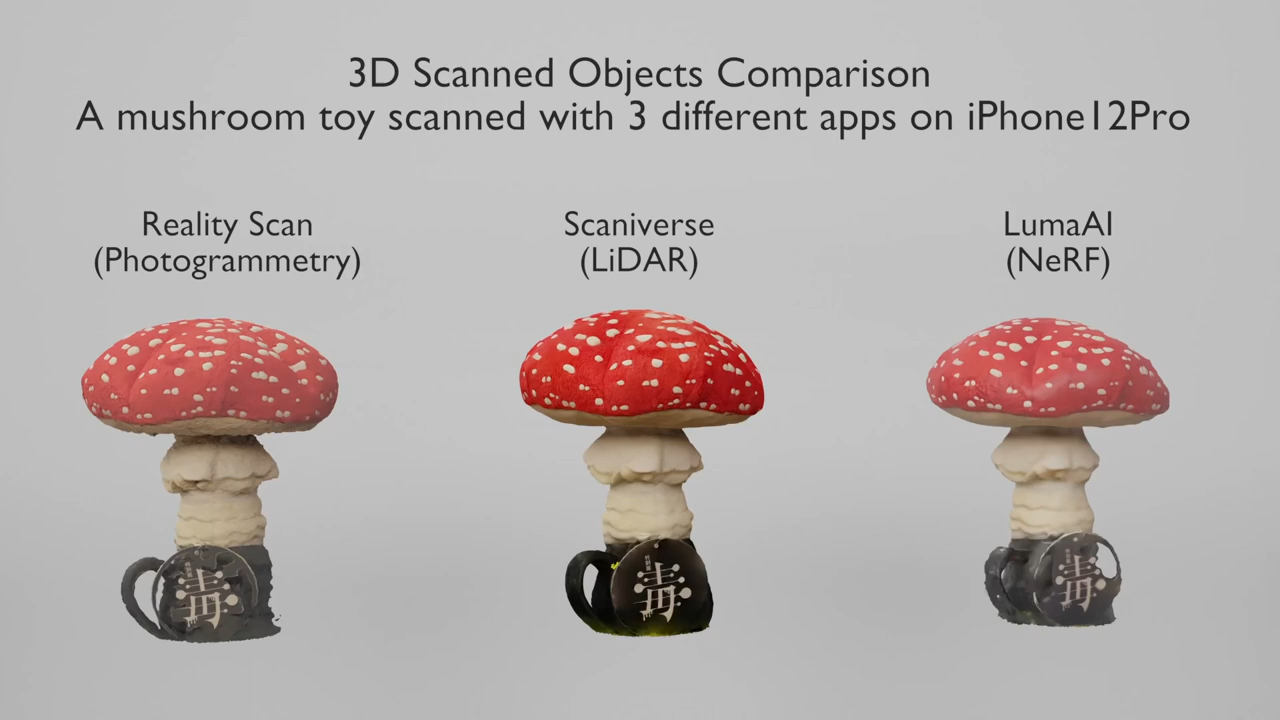 3D Scanned Objects Comparison
A mushroom toy scanned with 3 different apps on iPhone12Pro
Reality Scan
(Photogrammetry)
Scaniverse
(LiDAR)
LumaAI
(NeRF)
毒
毒
毒